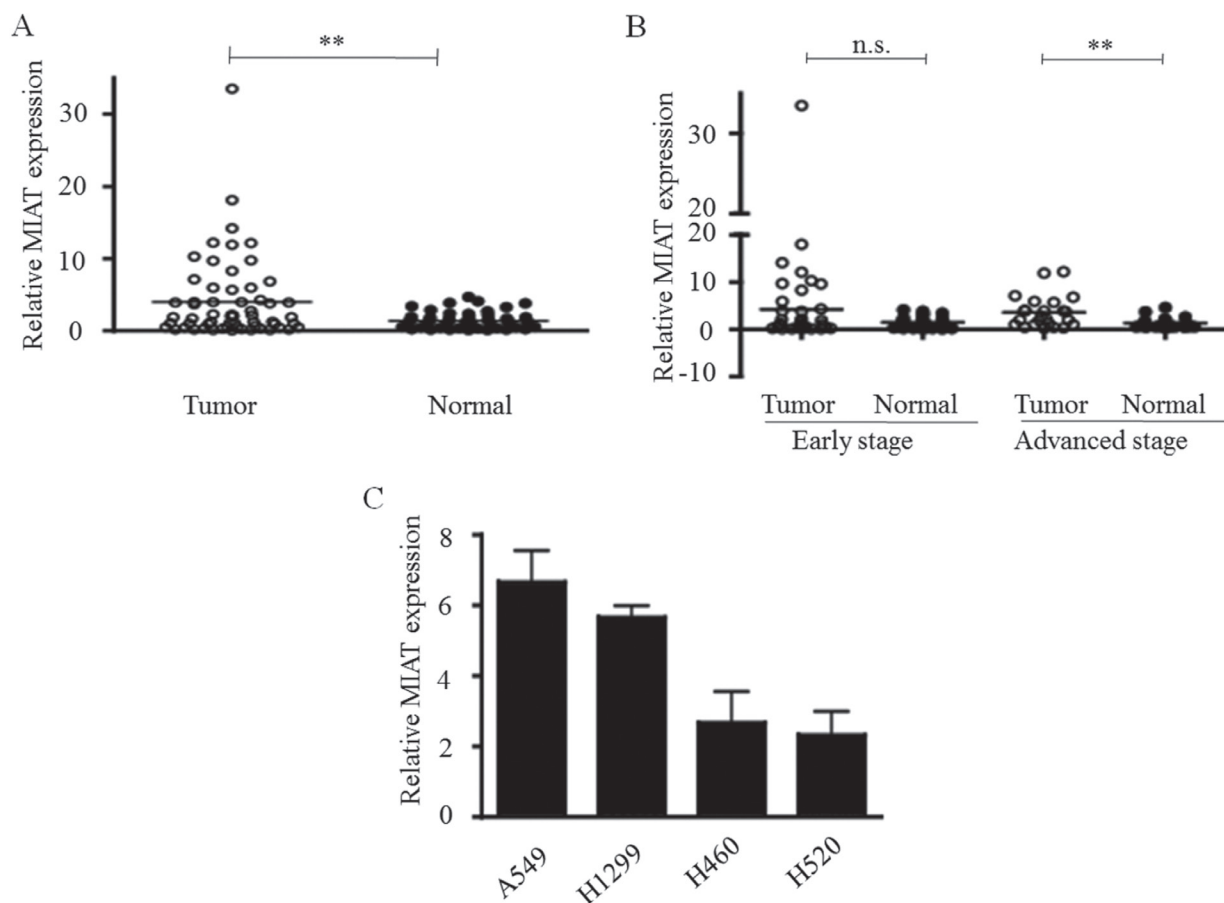 A
**
Relative MIAT expression
30
20
10
0
Tumor Normal
B
n.s. **
Relative MIAT expression
30
20
20
10
0
-10
Tumor Normal Tumor Normal
Early stage Advanced stage
C
Relative MIAT expression
8
6
4
2
0
A549 H1299 H460 H520